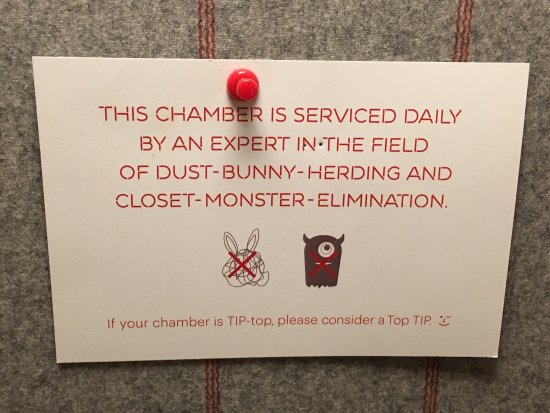 THIS CHAMBER IS SERVICED DAILY
BY AN EXPERT IN THE FIELD
OF DUST-BUNNY-HERDING AND
CLOSET-MONSTER-ELIMINATION.
If your chamber is TIP-top, please consider a Top TIP.